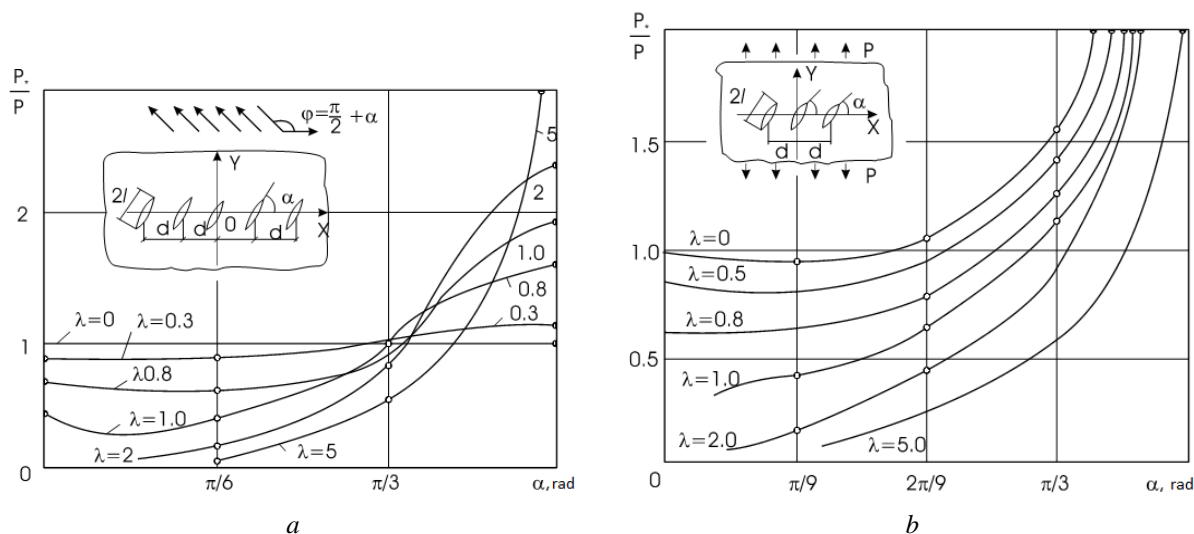 P*
P
φ=π/2 + α
5
Y
2l
α
2
2
d
d
0
d
X
1.0
0.8
λ=0
λ=0.3
0.3
1
λ0.8
λ=1.0
λ=2
λ=5
0
π/6
π/3
α, rad
a
P*
P
P
Y
2l
α
X
1.5
d
d
P
λ=0
1.0
λ=0.5
λ=0.8
0.5
λ=1.0
λ=2.0
λ=5.0
0
π/9
2π/9
π/3
α, rad
b